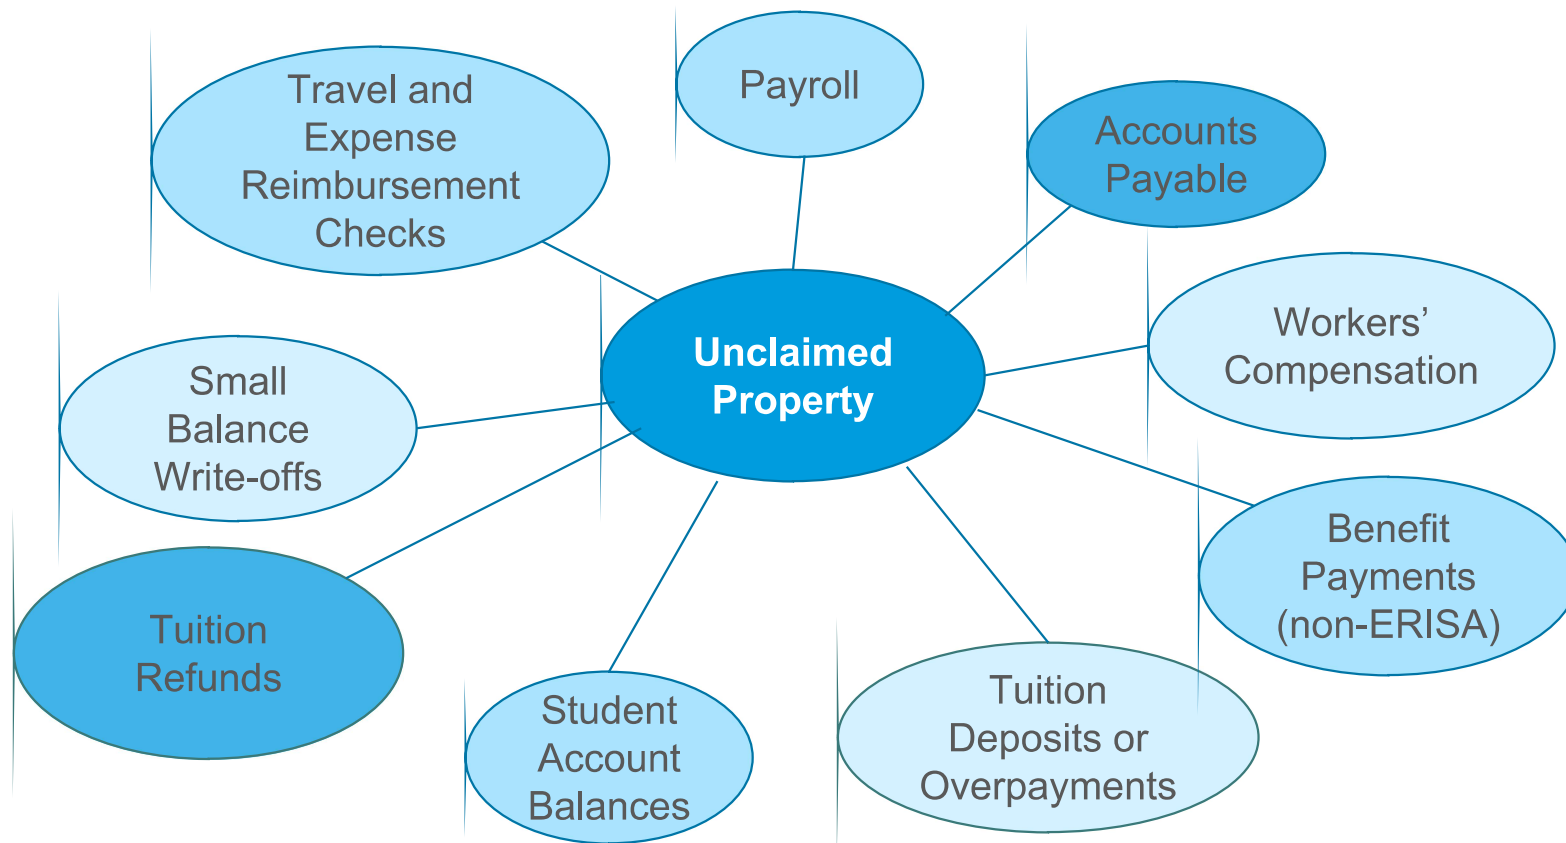 Travel and
Expense
Reimbursement
Checks
Payroll
Accounts
Payable
Unclaimed
Property
Workers’
Compensation
Small
Balance
Write-offs
Benefit
Payments
(non-ERISA)
Tuition
Refunds
Student
Account
Balances
Tuition
Deposits or
Overpayments